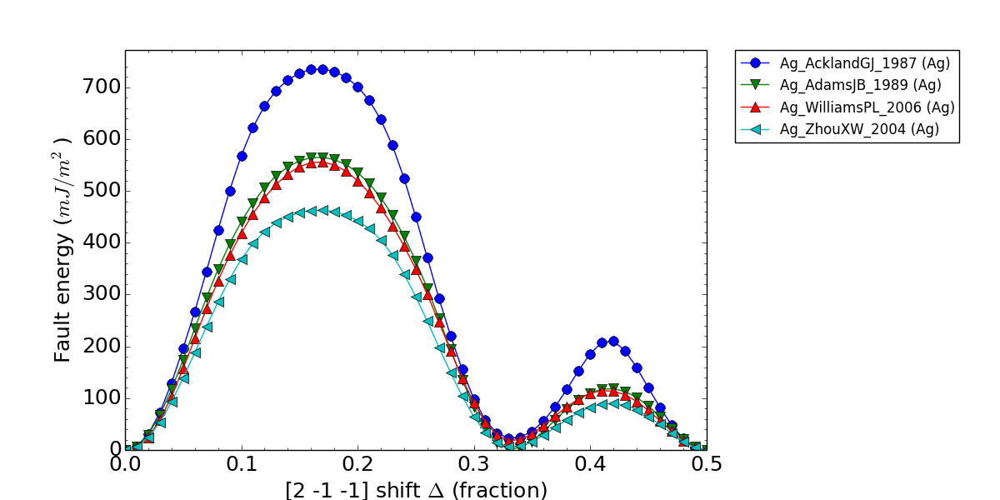 700
600
500
400
300
200
100
0
Fault energy (mJ/m²)
0.0 0.1 0.2 0.3 0.4 0.5
[2 -1 -1] shift Δ (fraction)
Ag_AcklandGJ_1987 (Ag)
Ag_AdamsJB_1989 (Ag)
Ag_WilliamsPL_2006 (Ag)
Ag_ZhouXW_2004 (Ag)